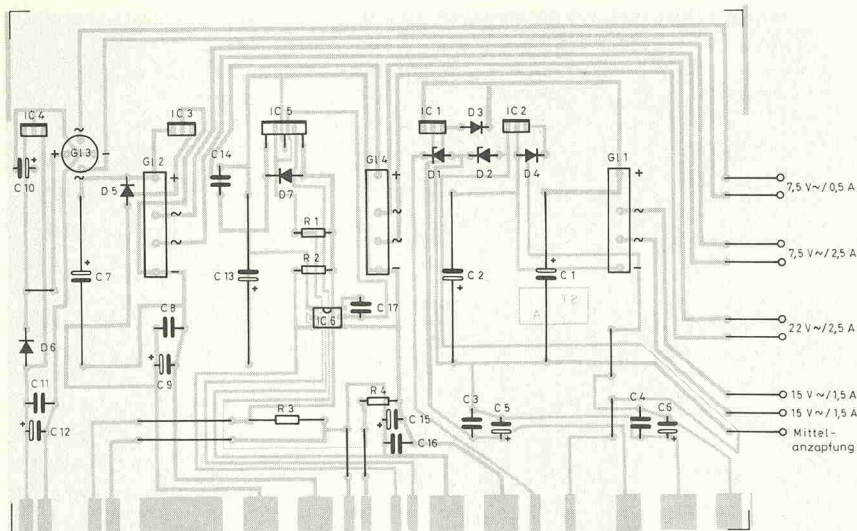 IC 4
IC 3
IC 5
IC 1
D3
IC 2
Gl 3
~
~
+
-
C 10
+
D 5
Gl 2
+
~
~
-
C 14
D7
Gl 4
+
~
~
-
D1
D 2
D 4
Gl 1
+
~
~
-
7,5 V~/0,5 A
R 1
R 2
C 7
+
C 13
+
C 2
+
C 1
+
7,5 V~/2,5 A
C 17
IC 6
C 8
C 9
+
22 V~/2,5 A
D 6
C 11
C 12
+
R 3
R 4
C 15
+
C 16
C 3
C 5
+
C 4
C 6
+
15 V~/1,5 A
15 V~/1,5 A
Mittel-
anzapfung